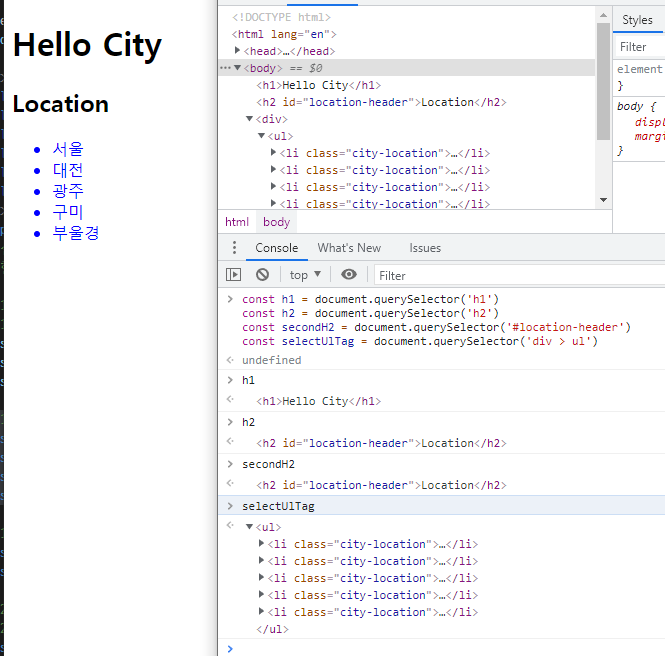 Hello City
Location
서울
대전
광주
구미
부울경
<!DOCTYPE html>
<html lang="en">
<head>…</head>
<body> == $0
<h1>Hello City</h1>
<h2 id="location-header">Location</h2>
<div>
<ul>
<li class="city-location">…</li>
<li class="city-location">…</li>
<li class="city-location">…</li>
<li class="city-location">…</li>
html body
Styles
Filter
element
}
body {
displ
margi
}
Console What's New Issues
top Filter
const h1 = document.querySelector('h1')
const h2 = document.querySelector('h2')
const secondH2 = document.querySelector('#location-header')
const selectUlTag = document.querySelector('div > ul')
undefined
h1
<h1>Hello City</h1>
h2
<h2 id="location-header">Location</h2>
secondH2
<h2 id="location-header">Location</h2>
selectUlTag
<ul>
<li class="city-location">…</li>
<li class="city-location">…</li>
<li class="city-location">…</li>
<li class="city-location">…</li>
<li class="city-location">…</li>
</ul>